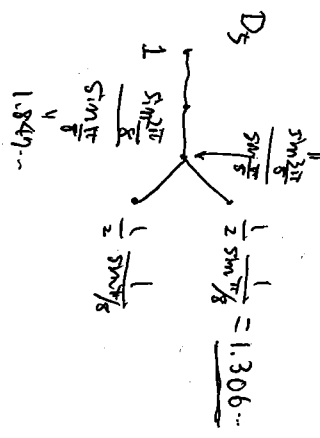 D₅
1
sin 2π/8 / sin π/8
"
1.847...
"
sin 3π/8 / sin π/8
1/2 1/sin π/8
1/2 1/sin π/8 = 1.306...